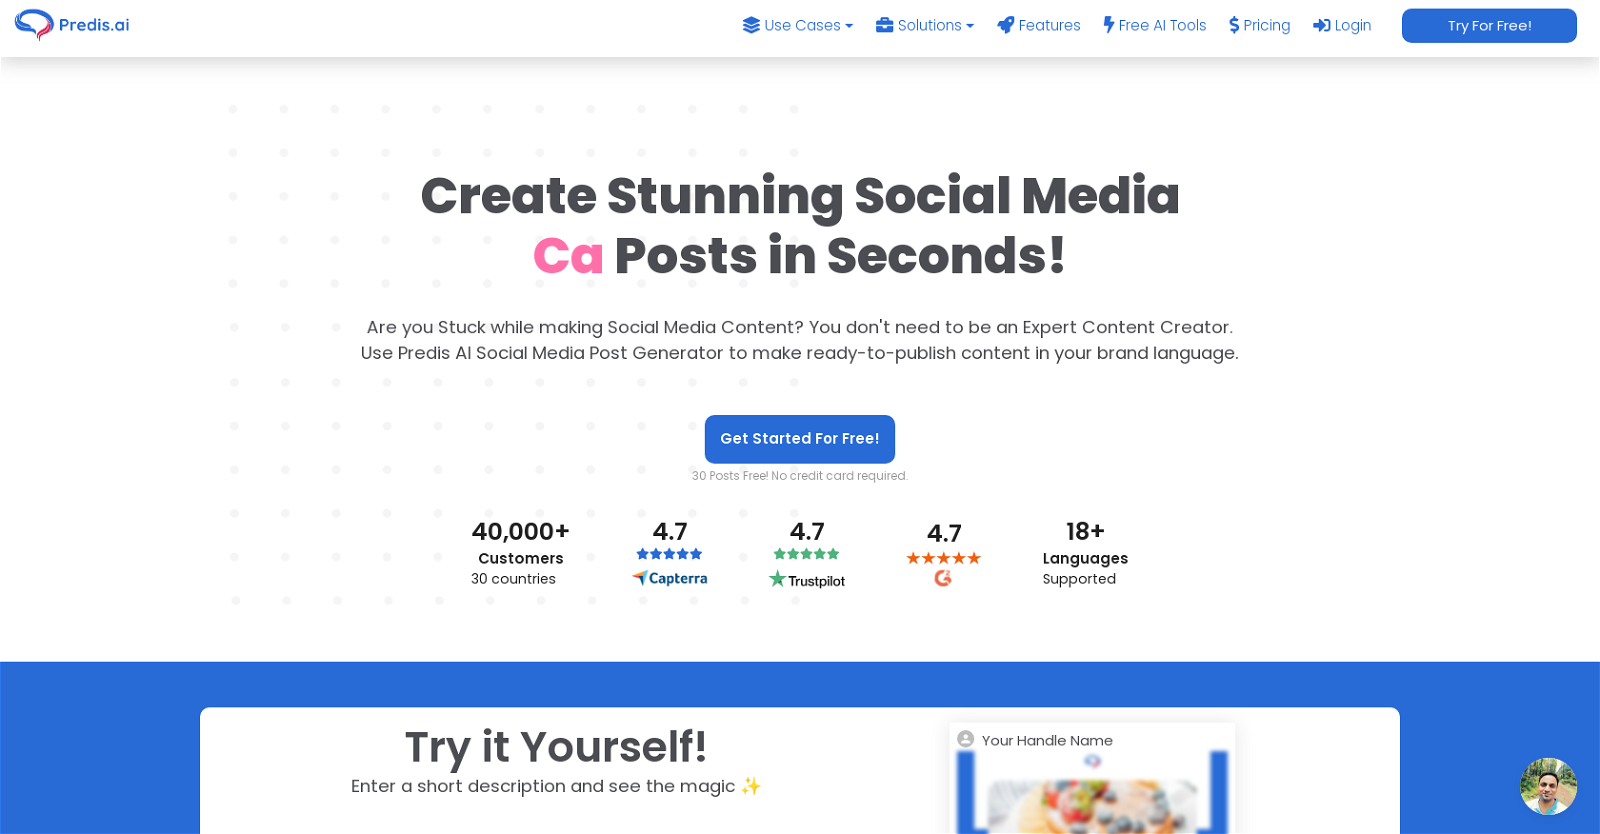 Predis.ai
Use Cases
Solutions
Features
Free AI Tools
Pricing
Login
Try For Free!
Create Stunning Social Media
Ca Posts in Seconds!
Are you Stuck while making Social Media Content? You don't need to be an Expert Content Creator.
Use Predis AI Social Media Post Generator to make ready-to-publish content in your brand language.
Get Started For Free!
30 Posts Free! No credit card required.
40,000+
Customers
30 countries
4.7
Capterra
4.7
Trustpilot
4.7
18+
Languages
Supported
Try it Yourself!
Enter a short description and see the magic ✨
Your Handle Name